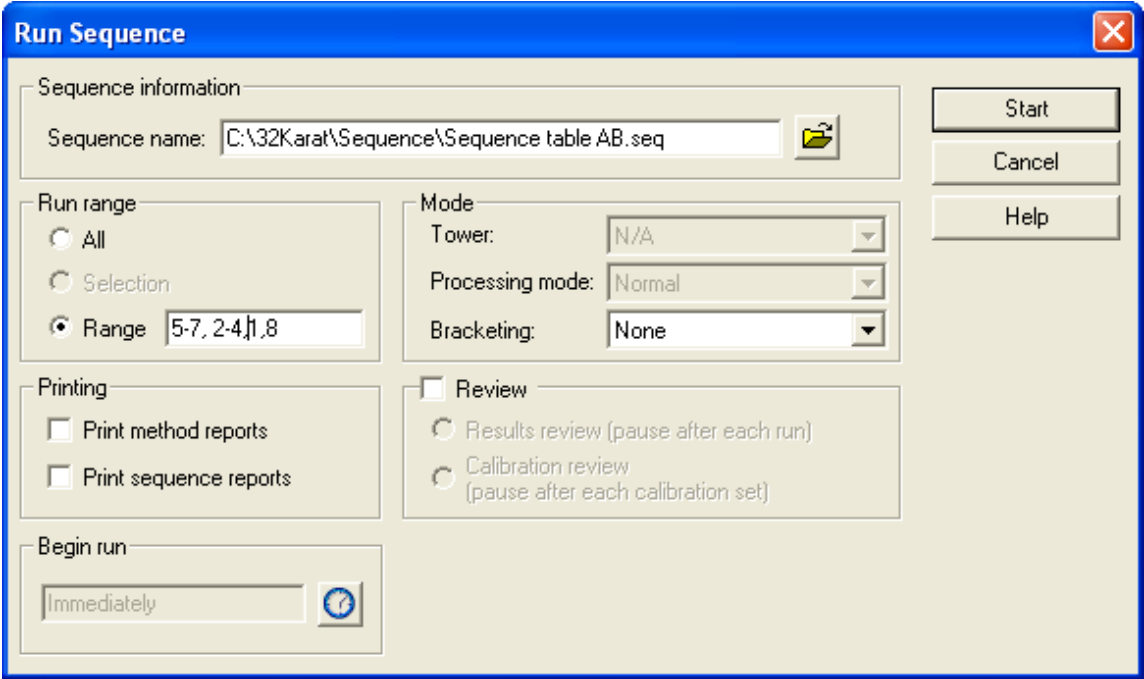 Run Sequence
Sequence information
Sequence name: C:\32Karat\Sequence\Sequence table AB.seq
Start
Cancel
Help
Run range
All
Selection
Range 5-7, 2-4,1,8
Mode
Tower: N/A
Processing mode: Normal
Bracketing: None
Printing
Print method reports
Print sequence reports
Review
Results review (pause after each run)
Calibration review
(pause after each calibration set)
Begin run
Immediately